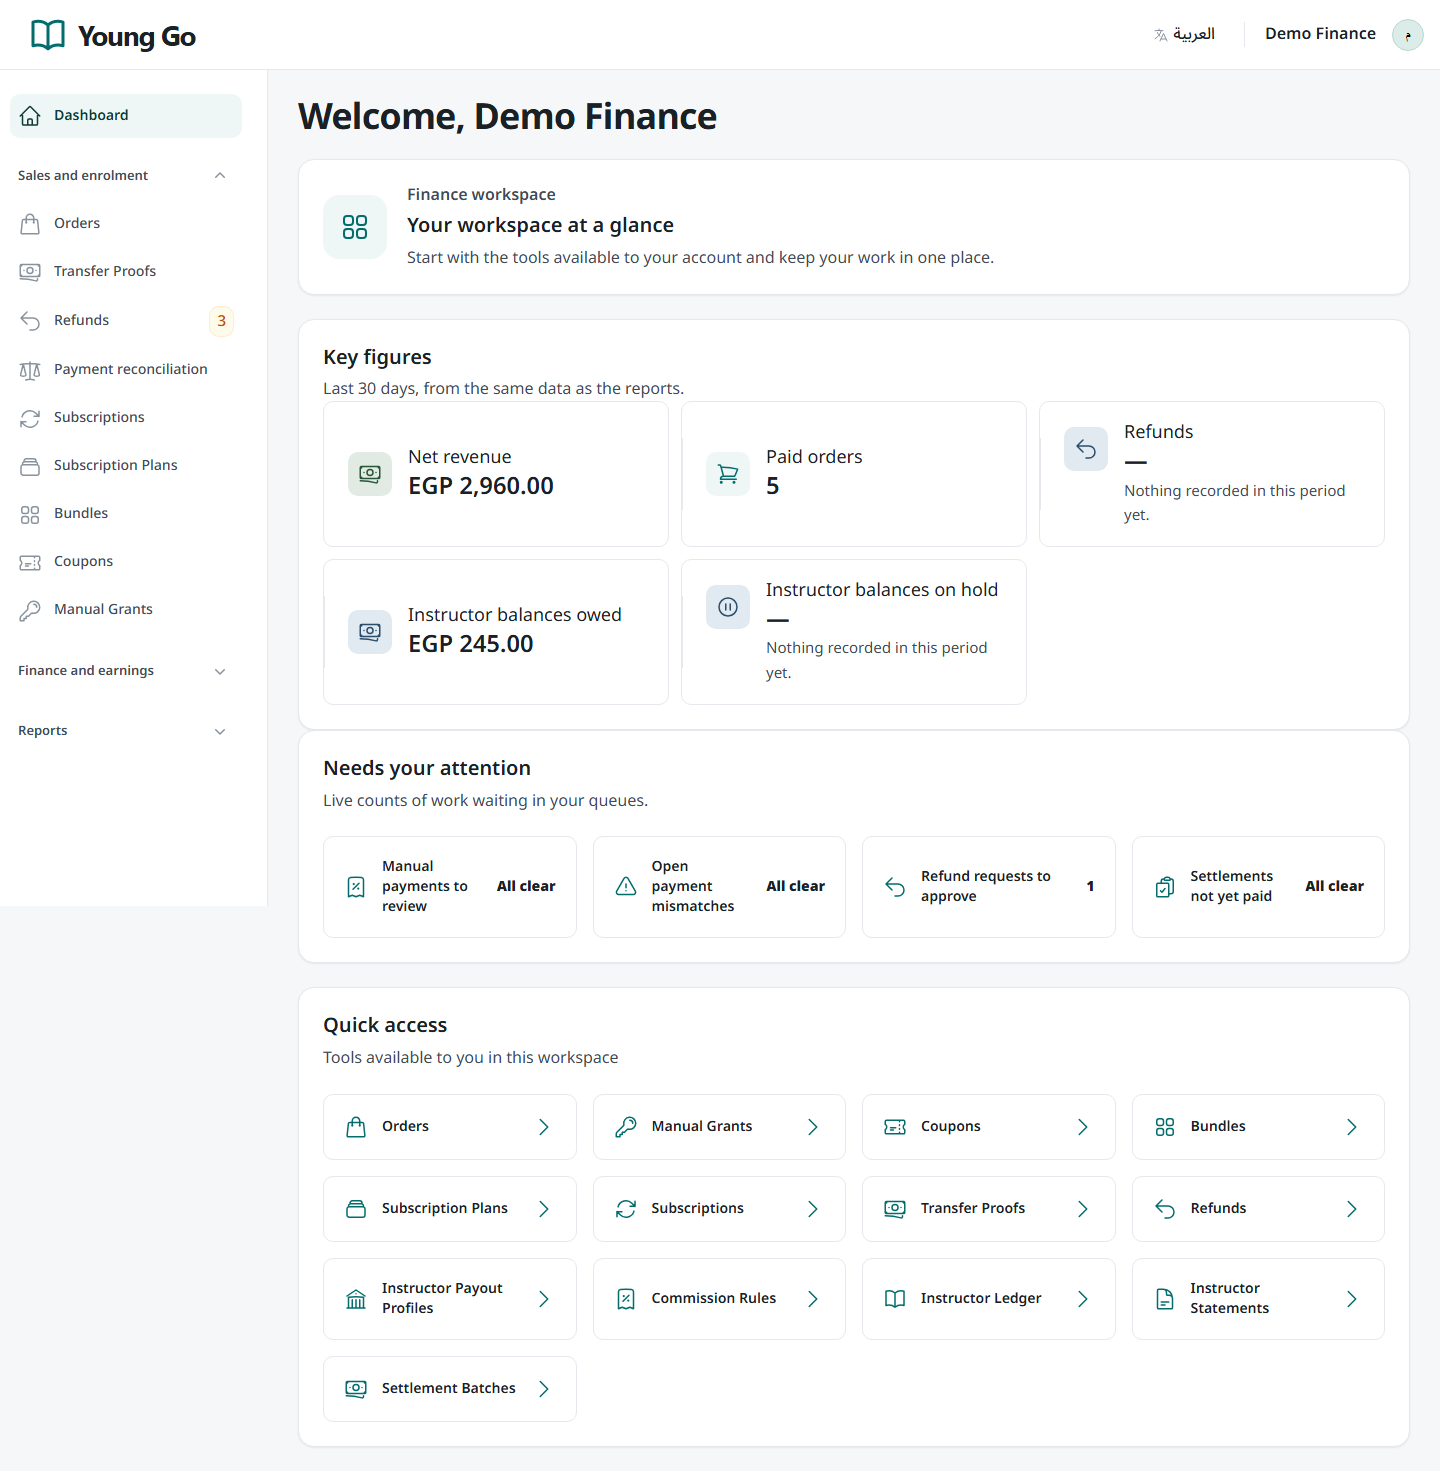 Young Go
العربية
Demo Finance
م
Dashboard
Sales and enrolment
Orders
Transfer Proofs
Refunds
3
Payment reconciliation
Subscriptions
Subscription Plans
Bundles
Coupons
Manual Grants
Finance and earnings
Reports
Welcome, Demo Finance
Finance workspace
Your workspace at a glance
Start with the tools available to your account and keep your work in one place.
Key figures
Last 30 days, from the same data as the reports.
Net revenue
EGP 2,960.00
Paid orders
5
Refunds
—
Nothing recorded in this period
yet.
Instructor balances owed
EGP 245.00
Instructor balances on hold
—
Nothing recorded in this period
yet.
Needs your attention
Live counts of work waiting in your queues.
Manual
payments to
review
All clear
Open
payment
mismatches
All clear
Refund requests to
approve
1
Settlements
not yet paid
All clear
Quick access
Tools available to you in this workspace
Orders
Manual Grants
Coupons
Bundles
Subscription Plans
Subscriptions
Transfer Proofs
Refunds
Instructor Payout
Profiles
Commission Rules
Instructor Ledger
Instructor
Statements
Settlement Batches